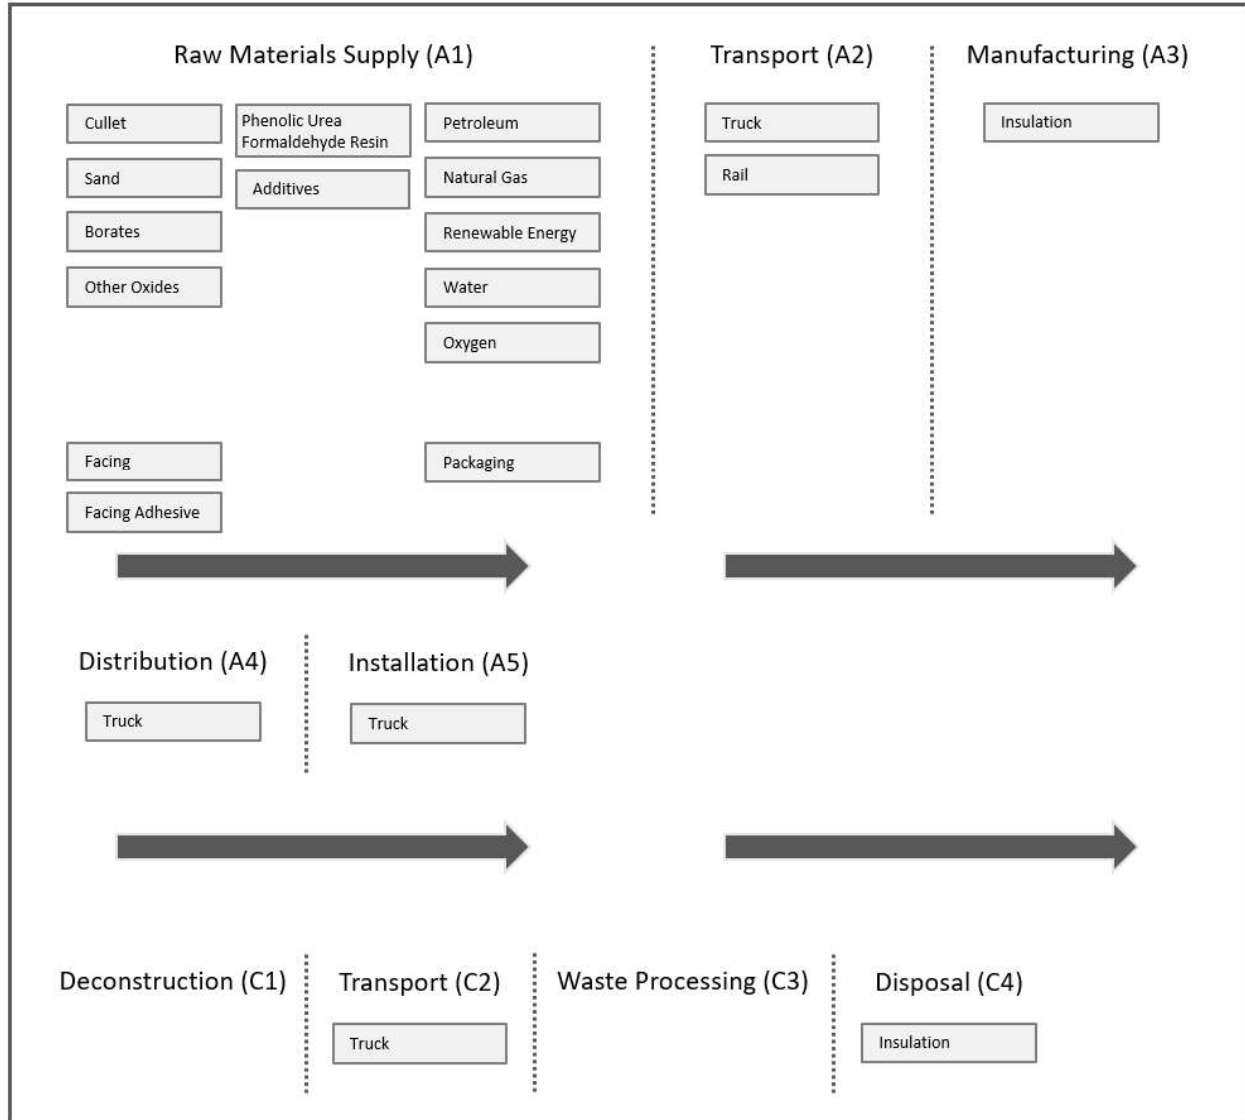 Raw Materials Supply (A1)
Cullet
Sand
Borates
Other Oxides
Phenolic Urea
Formaldehyde Resin
Additives
Petroleum
Natural Gas
Renewable Energy
Water
Oxygen
Facing
Facing Adhesive
Packaging
Transport (A2)
Truck
Rail
Manufacturing (A3)
Insulation
Distribution (A4)
Truck
Installation (A5)
Truck
Deconstruction (C1)
Transport (C2)
Truck
Waste Processing (C3)
Disposal (C4)
Insulation